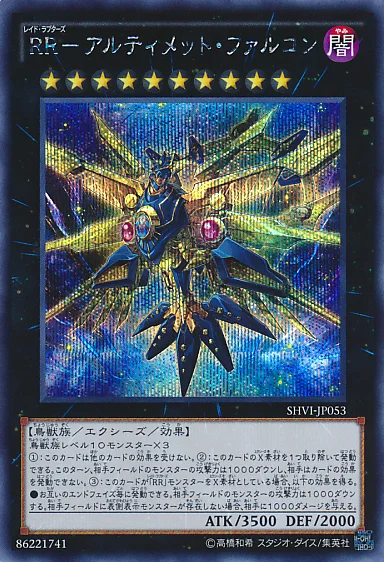 レイド・ラプターズ
RR－アルティメット・ファルコン
やみ
闇
SHVI-JP053
【鳥獣族／エクシーズ／効果】
鳥獣族レベル10モンスター×3
①：このカードは他のカードの効果を受けない。②：このカードのX素材を1つ取り除いて発動
できる。このターン、相手フィールドのモンスターの攻撃力は1000ダウンし、相手はカードの効果
を発動できない。③：このカードが「RR」モンスターをX素材としている場合、以下の効果を得る。
●お互いのエンドフェイズ毎に発動できる。相手フィールドのモンスターの攻撃力は1000ダウン
する。相手フィールドに表側表示モンスターが存在しない場合、相手に1000ダメージを与える。
ATK/3500 DEF/2000
86221741
©高橋和希 スタジオ・ダイス/集英社